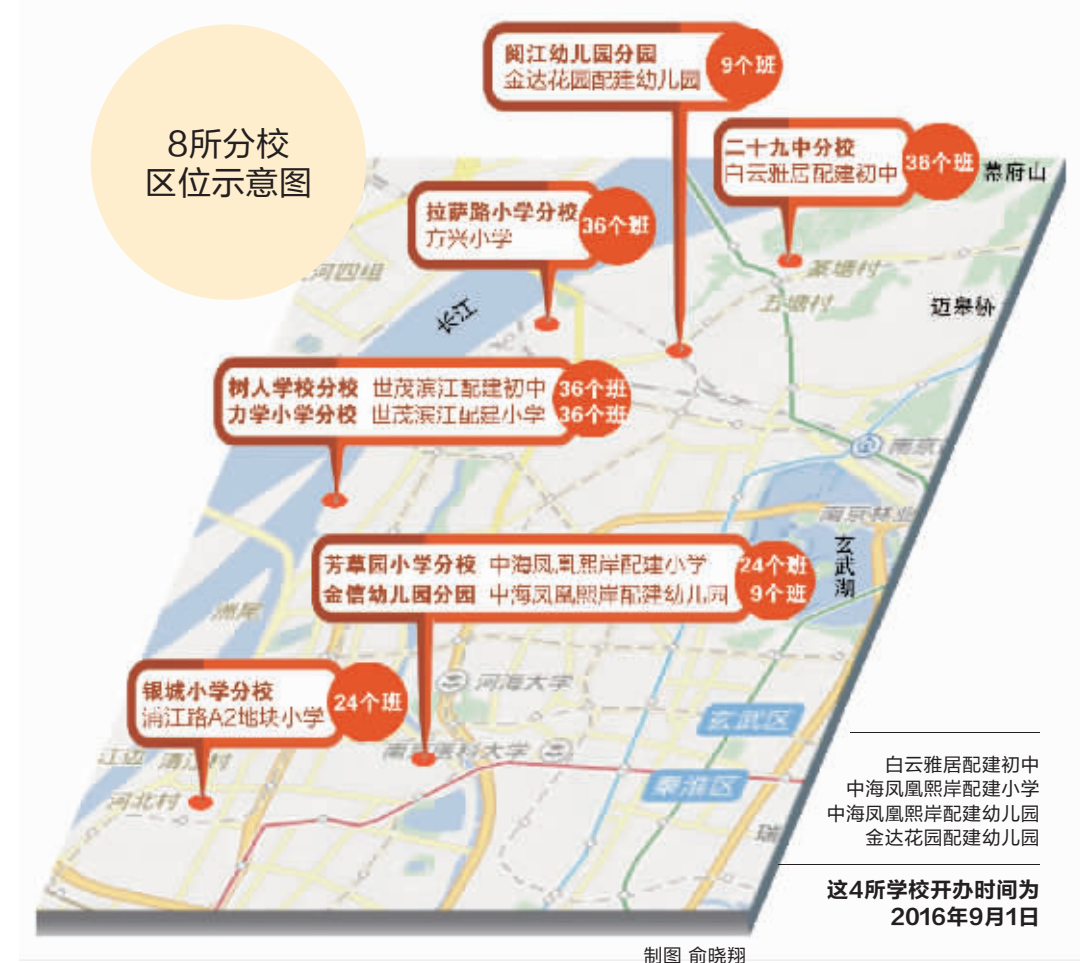 8所分校
区位示意图
阅江幼儿园分园
金达花园配建幼儿园
9个班
二十九中分校
白云雅居配建初中
36个班
幕府山
拉萨路小学分校
方兴小学
36个班
河四组
长江
五塘村
迈皋桥
树人学校分校 世茂滨江配建初中 36个班
力学小学分校 世茂滨江配建小学 36个班
南京
南京林业
玄武湖
芳草园小学分校 中海凤凰熙岸配建小学 24个班
金信幼儿园分园 中海凤凰熙岸配建幼儿园 9个班
洲尾
河海大学
银城小学分校
浦江路A2地块小学
24个班
玄武区
南京医科大学
江边
清江村
河北村
秦淮区
瑞
白云雅居配建初中
中海凤凰熙岸配建小学
中海凤凰熙岸配建幼儿园
金达花园配建幼儿园
这4所学校开办时间为
2016年9月1日
制图 俞晓翔